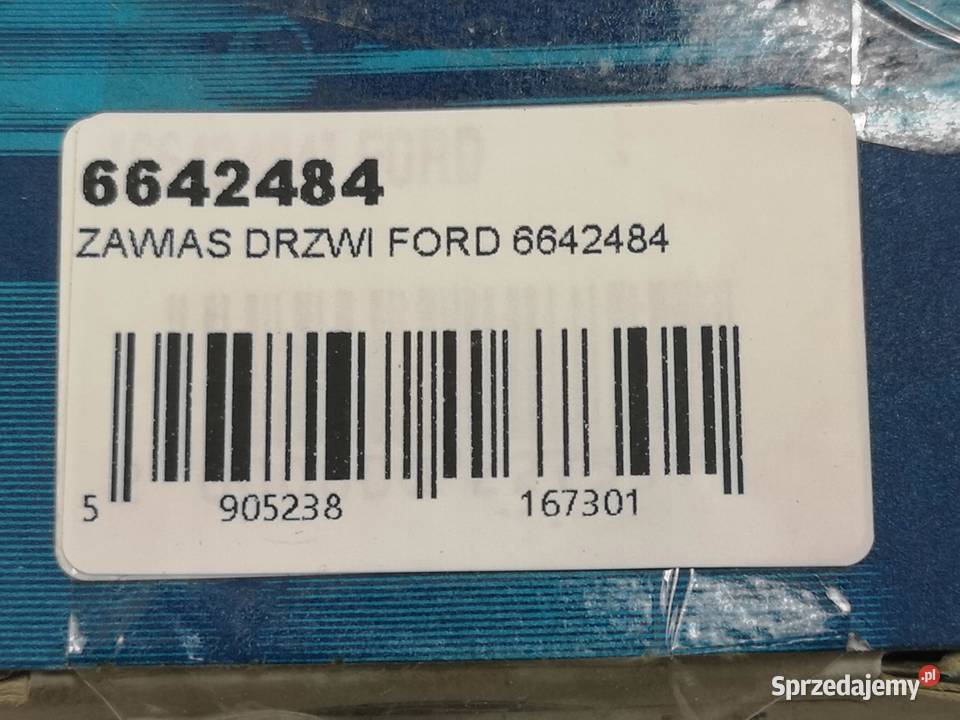 6642484
ZAWIAS DRZWI FORD 6642484
5 905238 167301
Sprzedajemy.pl